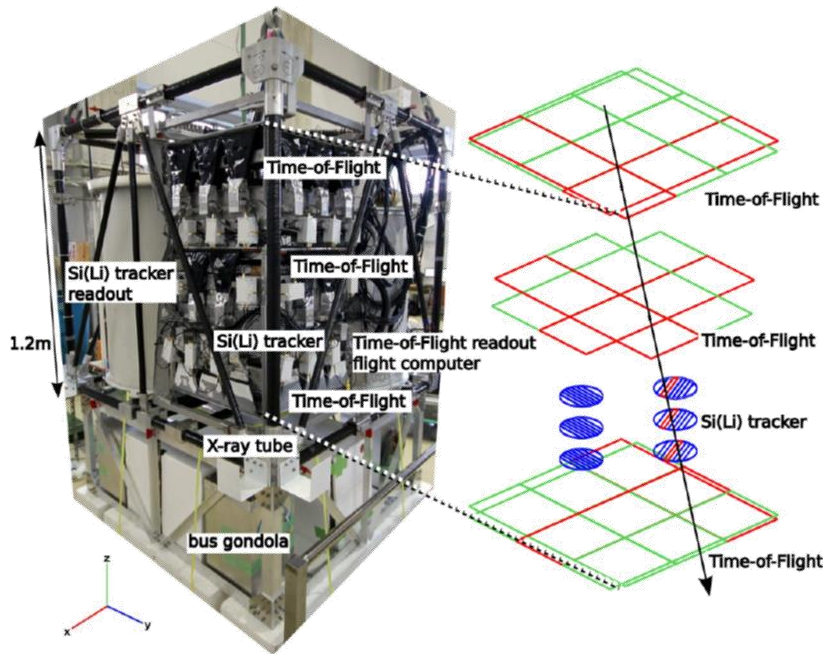 Time-of-Flight
Time-of-Flight
Si(Li) tracker
readout
Time-of-Flight
1.2m
Si(Li) tracker
Time-of-Flight readout
flight computer
Time-of-Flight
Time-of-Flight
Si(Li) tracker
X-ray tube
bus gondola
Time-of-Flight
z
x
y